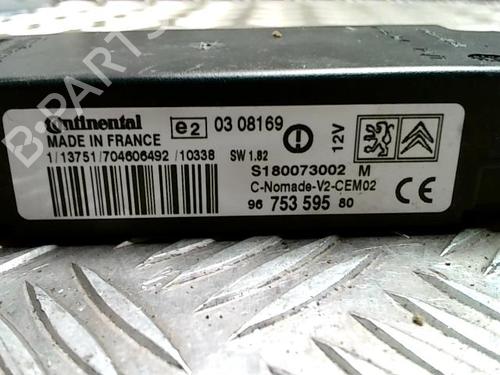 B-PARTS
Continental
MADE IN FRANCE
e2 03 08169
12V
1/13751/704606492 /10338 SW 1.82
S180073002 M
C-Nomade-V2-CEM02
96 753 595 80
CE